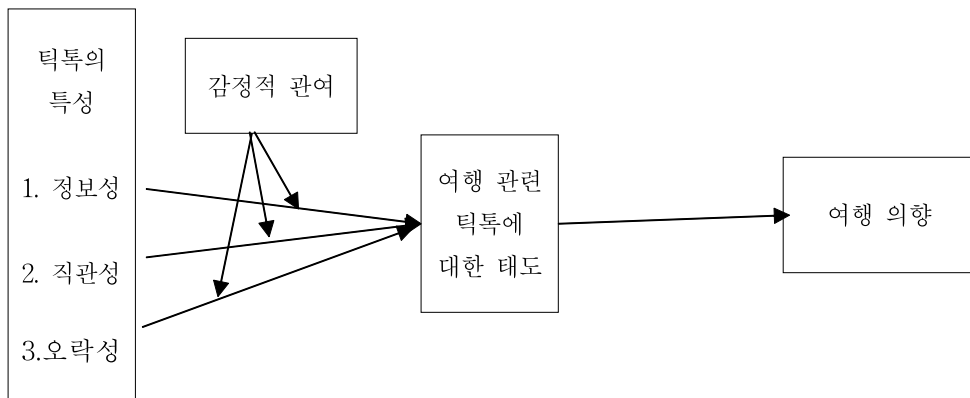 틱톡의
특성
1. 정보성
2. 직관성
3.오락성
감정적 관여
여행 관련
틱톡에
대한 태도
여행 의향